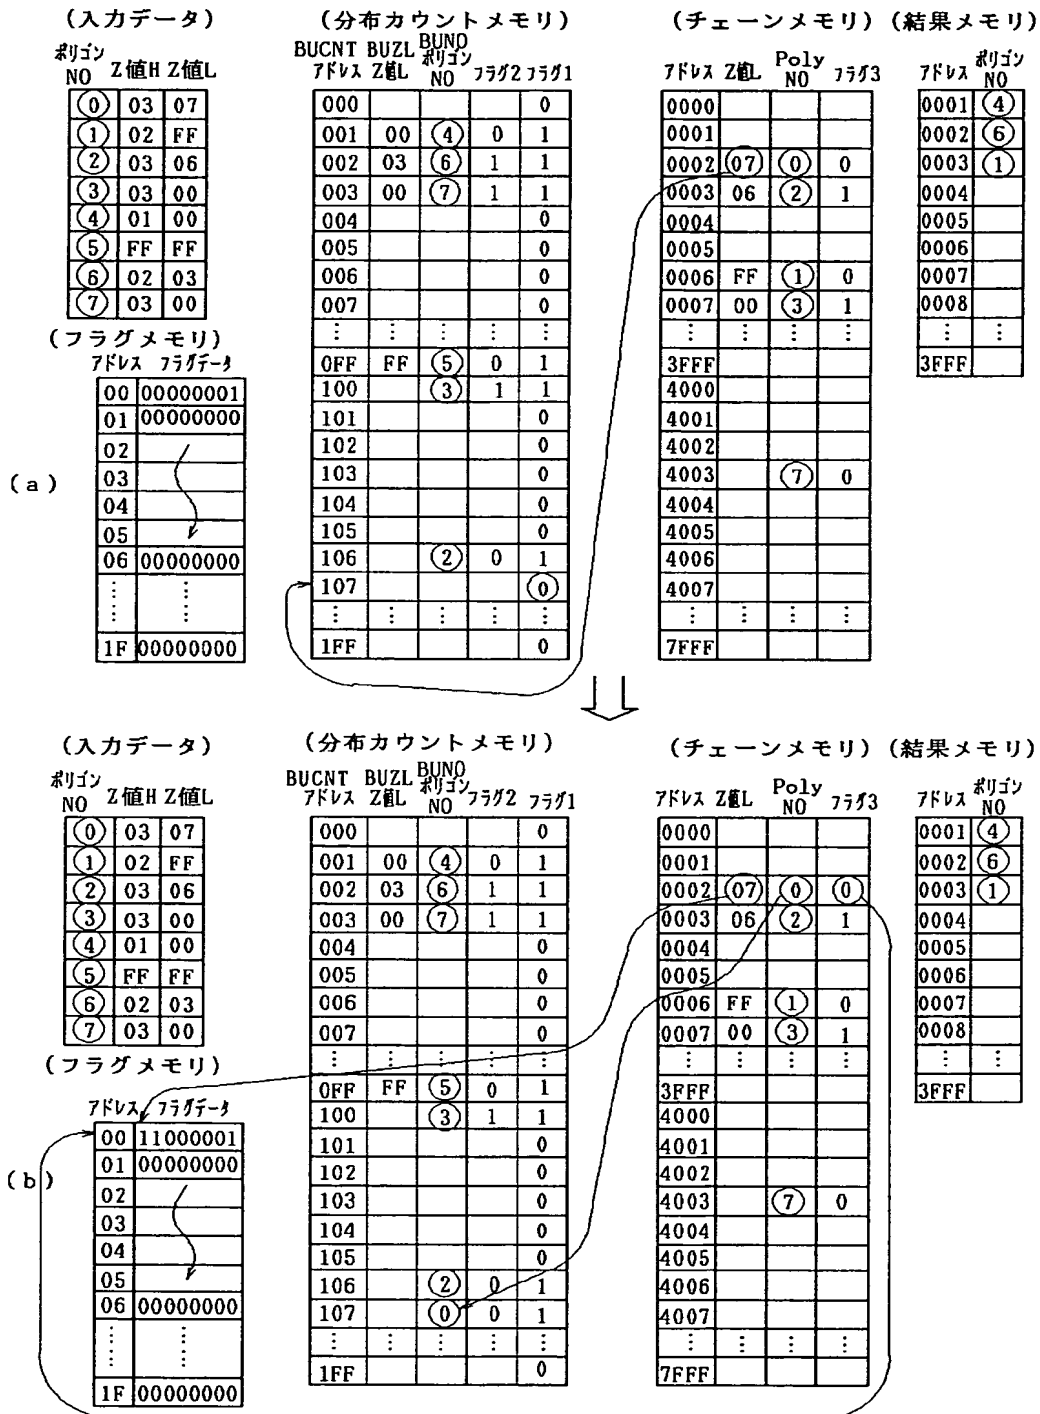 (入力データ)
ポリゴン
NO Z値H Z値L
0 03 07
1 02 FF
2 03 06
3 03 00
4 01 00
5 FF FF
6 02 03
7 03 00
(フラグメモリ)
アドレス フラグデータ
00 00000001
01 00000000
02
03
04
05
06 00000000
⋮ ⋮
1F 00000000
(a)
(分布カウントメモリ)
BUCNT BUZL BUNO
アドレス Z値L ポリゴンNO フラグ2 フラグ1
000 0
001 00 4 0 1
002 03 6 1 1
003 00 7 1 1
004 0
005 0
006 0
007 0
⋮ ⋮ ⋮ ⋮ ⋮
0FF FF 5 0 1
100 3 1 1
101 0
102 0
103 0
104 0
105 0
106 2 0 1
107 0
⋮ ⋮ ⋮ ⋮ ⋮
1FF 0
(チェーンメモリ)
アドレス Z値L Poly NO フラグ3
0000
0001
0002 07 0 0
0003 06 2 1
0004
0005
0006 FF 1 0
0007 00 3 1
⋮ ⋮ ⋮ ⋮
3FFF
4000
4001
4002
4003 7 0
4004
4005
4006
4007
⋮ ⋮ ⋮ ⋮
7FFF
(結果メモリ)
アドレス ポリゴンNO
0001 4
0002 6
0003 1
0004
0005
0006
0007
0008
⋮ ⋮
3FFF
(入力データ)
ポリゴン
NO Z値H Z値L
0 03 07
1 02 FF
2 03 06
3 03 00
4 01 00
5 FF FF
6 02 03
7 03 00
(フラグメモリ)
アドレス フラグデータ
00 11000001
01 00000000
02
03
04
05
06 00000000
⋮ ⋮
1F 00000000
(b)
(分布カウントメモリ)
BUCNT BUZL BUNO
アドレス Z値L ポリゴンNO フラグ2 フラグ1
000 0
001 00 4 0 1
002 03 6 1 1
003 00 7 1 1
004 0
005 0
006 0
007 0
⋮ ⋮ ⋮ ⋮ ⋮
0FF FF 5 0 1
100 3 1 1
101 0
102 0
103 0
104 0
105 0
106 2 0 1
107 0 0 1
⋮ ⋮ ⋮ ⋮ ⋮
1FF 0
(チェーンメモリ)
アドレス Z値L Poly NO フラグ3
0000
0001
0002 07 0 0
0003 06 2 1
0004
0005
0006 FF 1 0
0007 00 3 1
⋮ ⋮ ⋮ ⋮
3FFF
4000
4001
4002
4003 7 0
4004
4005
4006
4007
⋮ ⋮ ⋮ ⋮
7FFF
(結果メモリ)
アドレス ポリゴンNO
0001 4
0002 6
0003 1
0004
0005
0006
0007
0008
⋮ ⋮
3FFF